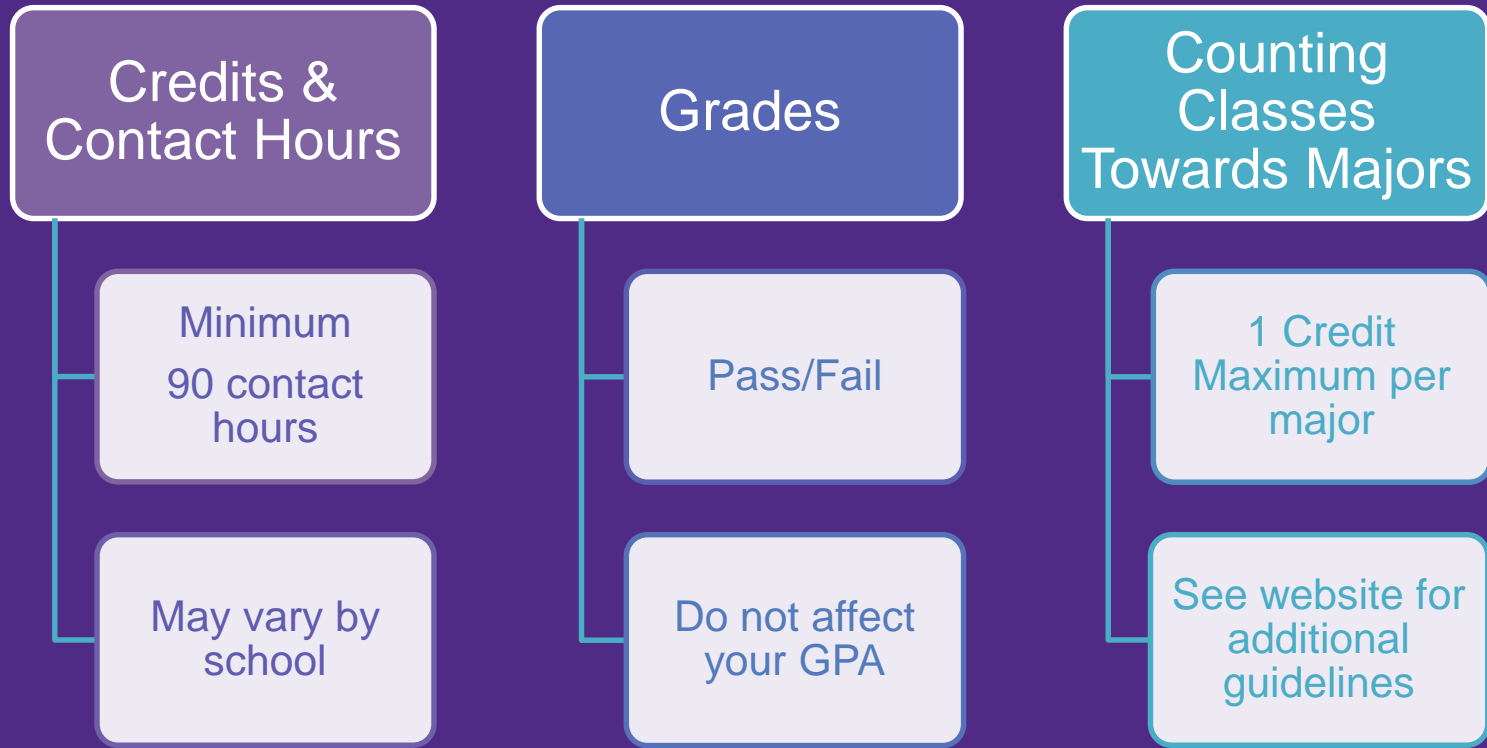 Credits &
Contact Hours
Minimum
90 contact
hours
May vary by
school
Grades
Pass/Fail
Do not affect
your GPA
Counting
Classes
Towards Majors
1 Credit
Maximum per
major
See website for
additional
guidelines